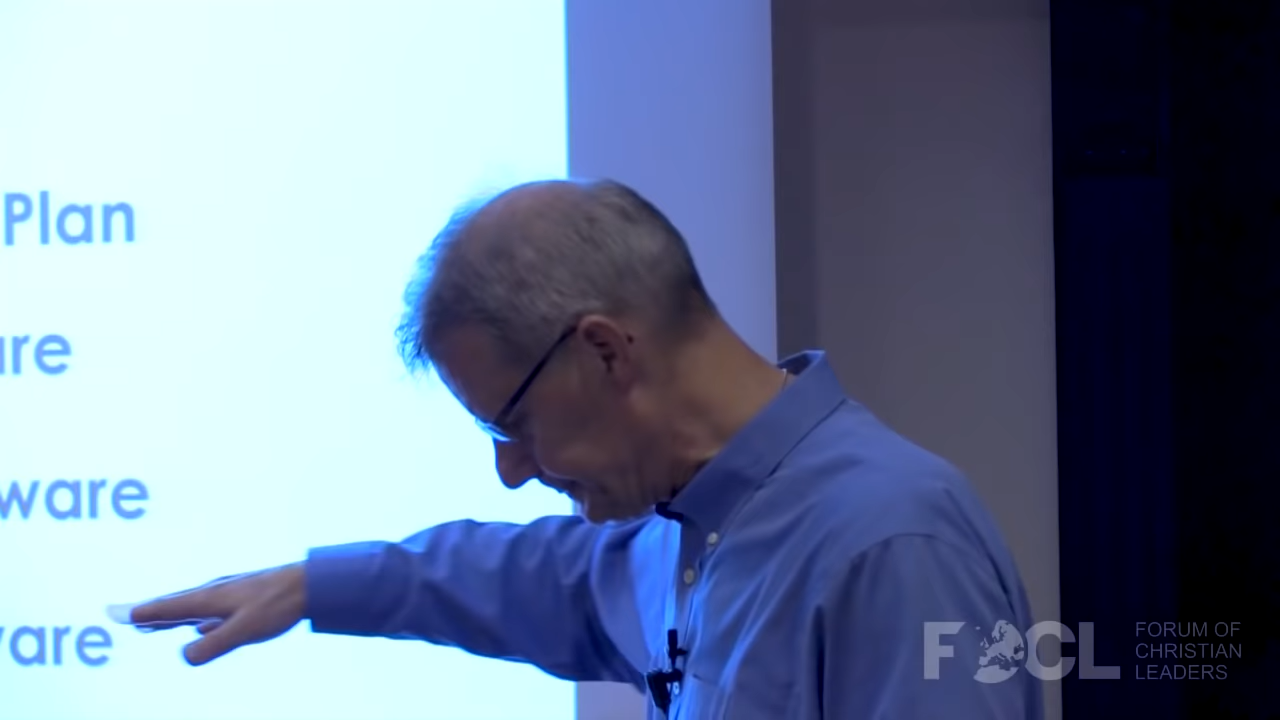 Plan
are
ware
ware
FOCL
FORUM OF
CHRISTIAN
LEADERS